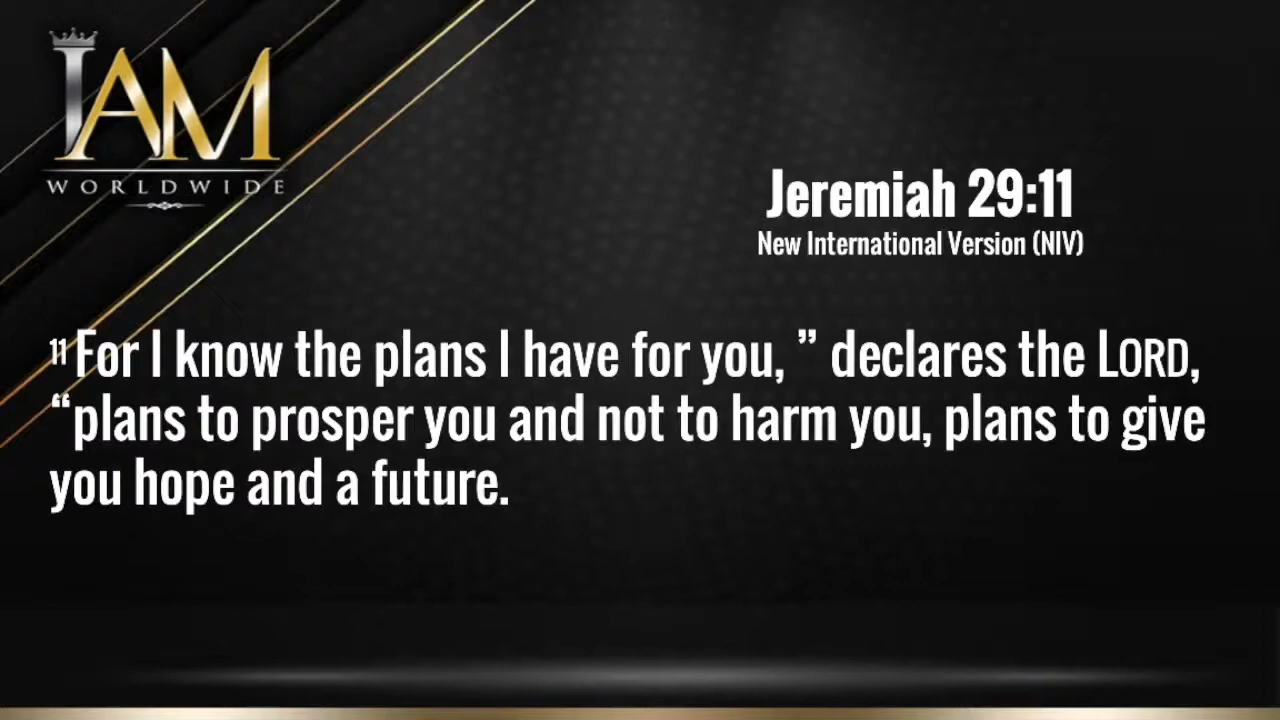 IAM
WORLDWIDE
Jeremiah 29:11
New International Version (NIV)
11 For I know the plans I have for you, ” declares the LORD,
“plans to prosper you and not to harm you, plans to give
you hope and a future.